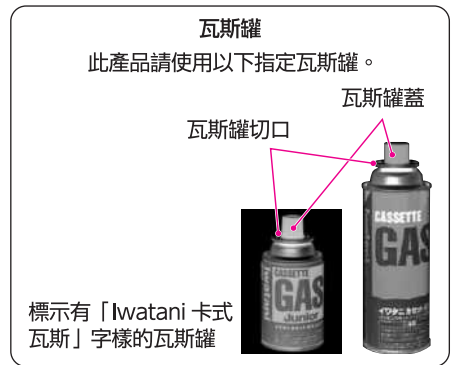 瓦斯罐
此產品請使用以下指定瓦斯罐。
瓦斯罐蓋
瓦斯罐切口
CASSETTE
GAS
Iwatani
CASSETTE
GAS
Junior
標示有「Iwatani 卡式
瓦斯」字樣的瓦斯罐